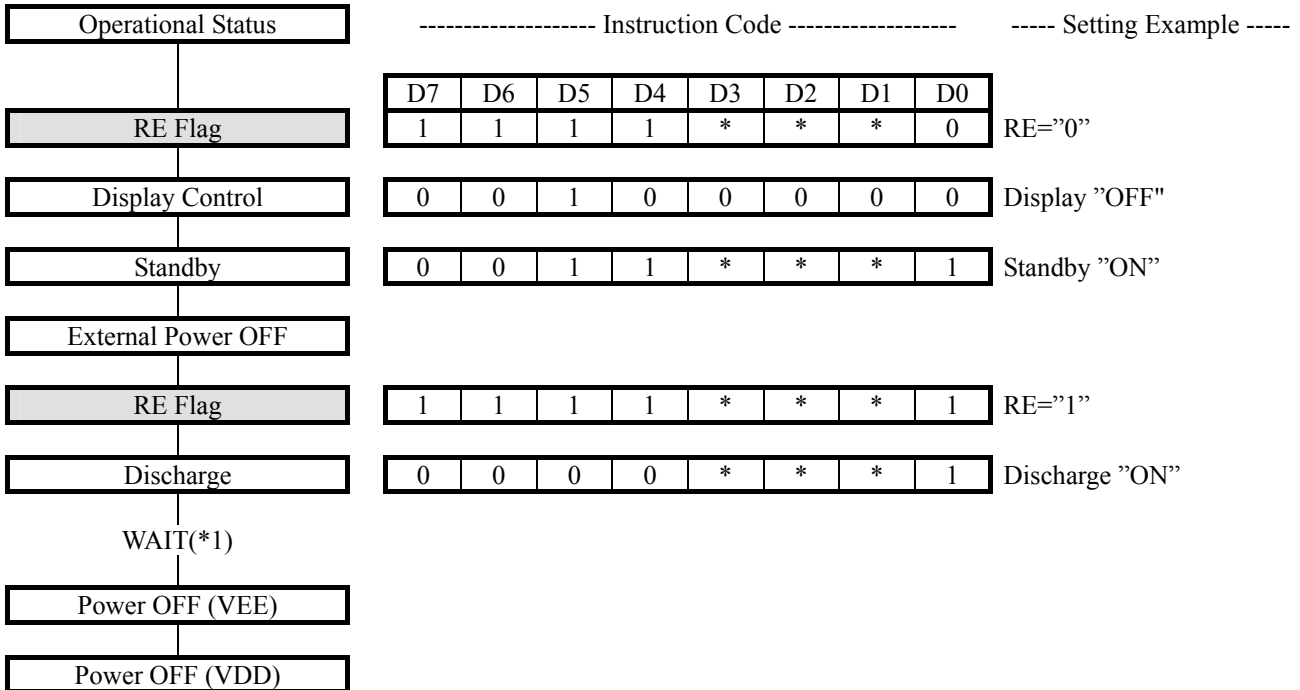 Operational Status -------------------- Instruction Code ------------------- ----- Setting Example -----
D7 D6 D5 D4 D3 D2 D1 D0
RE Flag 1 1 1 1 * * * 0 RE=”0”
Display Control 0 0 1 0 0 0 0 0 Display ”OFF"
Standby 0 0 1 1 * * * 1 Standby ”ON”
External Power OFF
RE Flag 1 1 1 1 * * * 1 RE=”1”
Discharge 0 0 0 0 * * * 1 Discharge ”ON”
WAIT(*1)
Power OFF (VEE)
Power OFF (VDD)